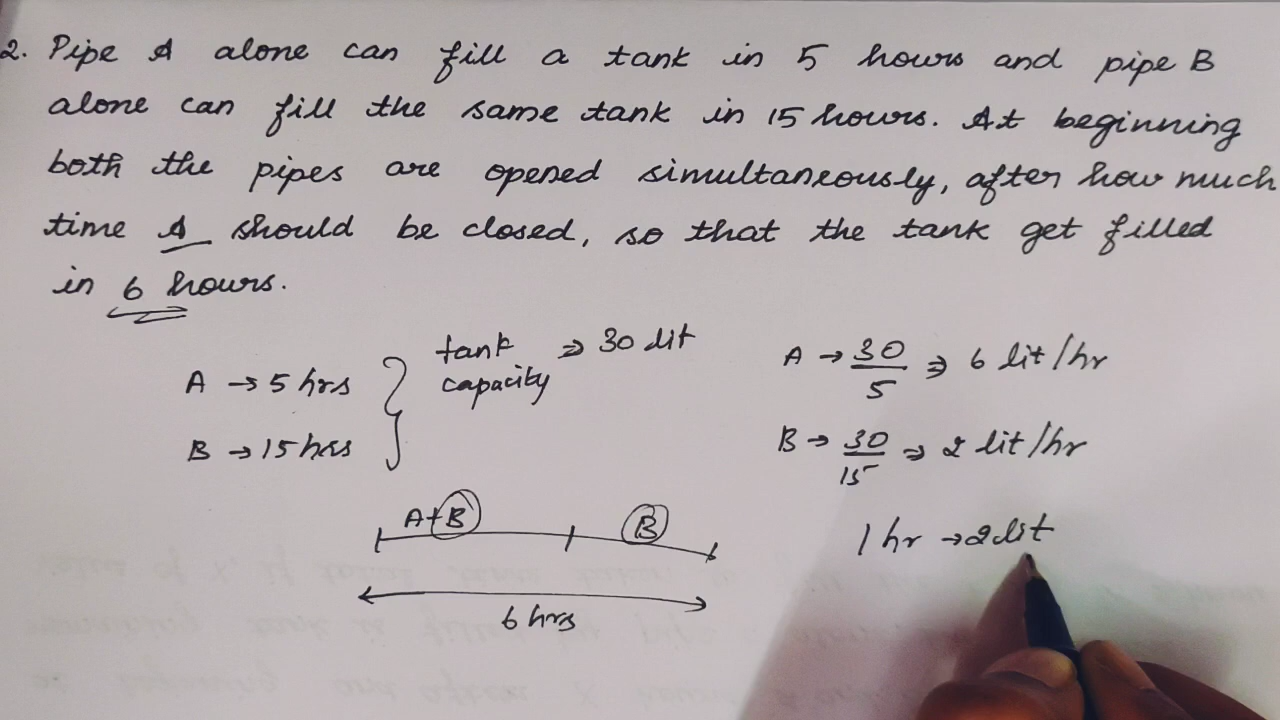 2. Pipe A alone can fill a tank in 5 hours and pipe B
alone can fill the same tank in 15 hours. At beginning
both the pipes are opened simultaneously, after how much
time A should be closed, so that the tank get filled
in 6 hours.
A → 5 hrs
B → 15 hrs
tank ⇒ 30 lit
capacity
A → 30/5 ⇒ 6 lit/hr
B → 30/15 ⇒ 2 lit/hr
A+B B
6 hrs
1 hr → 2 lit